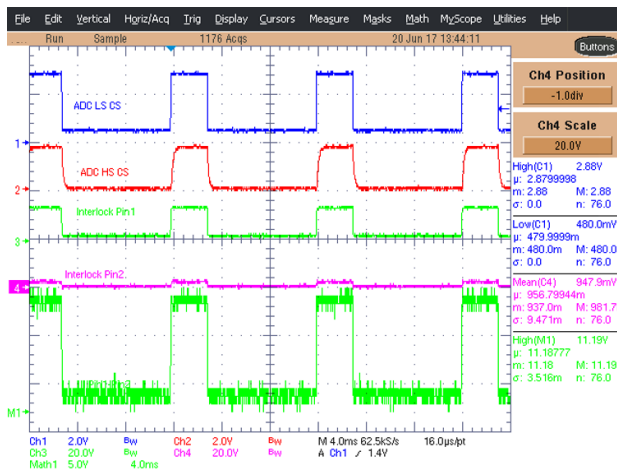 File Edit Vertical Horiz/Acq Trig Display Cursors Measure Masks Math MyScope Utilities Help
Run Sample 1176 Acqs 20 Jun 17 13:44:11
Buttons
Ch4 Position
-1.0div
Ch4 Scale
20.0V
ADC LS CS
1
ADC HS CS
2
Interlock Pin1
3
Interlock Pin2
4
M1
High(C1) 2.88V
µ: 2.8799998
m: 2.88 M: 2.88
σ: 0.0 n: 76.0
Low(C1) 480.0mV
µ: 479.9999m
m: 480.0m M: 480.0
σ: 0.0 n: 76.0
Mean(C4) 947.9mV
µ: 956.79944m
m: 937.0m M: 981.7
σ: 9.471m n: 76.0
High(M1) 11.19V
µ: 11.18777
m: 11.18 M: 11.19
σ: 3.516m n: 76.0
Ch1 2.0V Bw Ch2 2.0V Bw M 4.0ms 62.5kS/s 16.0µs/pt
Ch3 20.0V Bw Ch4 20.0V Bw A Ch1 ∕ 1.4V
Math1 5.0V 4.0ms